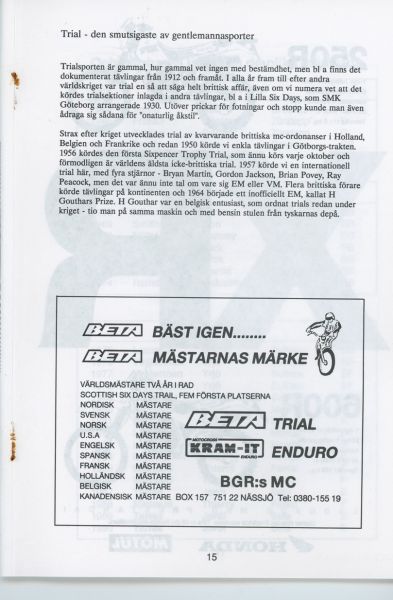 Trial - den smutsigaste av gentlemannasporter
Trialsporten är gammal, hur gammal vet ingen med bestämdhet, men bl a finns det
dokumenterat tävlingar från 1912 och framåt. I alla år fram till efter andra
världskriget var trial en så att säga helt brittisk affär, även om vi numera vet att det
kördes trialsektioner inlagda i andra tävlingar, bl a i Lilla Six Days, som SMK
Göteborg arrangerade 1930. Utöver prickar för fotningar och stopp kunde man även
ådraga sig sådana för "onaturlig åkstil".
Strax efter kriget utvecklades trial av kvarvarande brittiska mc-ordonanser i Holland,
Belgien och Frankrike och redan 1950 körde vi enkla tävlingar i Götborgs-trakten.
1956 kördes den första Sixpencer Trophy Trial, som ännu körs varje oktober och
förmodligen är världens äldsta icke-brittiska trial. 1957 körde vi en internationell
trial här, med fyra stjärnor - Bryan Martin, Gordon Jackson, Brian Povey, Ray
Peacock, men det var ännu inte tal om vare sig EM eller VM. Flera brittiska förare
körde tävlingar på kontinenten och 1964 började ett inofficiellt EM, kallat H
Gouthars Prize. H Gouthar var en belgisk entusiast, som ordnat trials redan under
kriget - tio man på samma maskin och med bensin stulen från tyskarnas depå.
BETA BÄST IGEN........
BETA MÄSTARNAS MÄRKE
VÄRLDSMÄSTARE TVÅ ÅR I RAD
SCOTTISH SIX DAYS TRAIL, FEM FÖRSTA PLATSERNA
NORDISK MÄSTARE
SVENSK MÄSTARE
NORSK MÄSTARE
U.S.A MÄSTARE
ENGELSK MÄSTARE
SPANSK MÄSTARE
FRANSK MÄSTARE
HOLLÄNDSK MÄSTARE
BELGISK MÄSTARE
KANADENSISK MÄSTARE
BETA TRIAL
MOTOCROSS
KRAM-IT ENDURO
ENDURO
BGR:s MC
BOX 157 751 22 NÄSSJÖ Tel: 0380-155 19
15